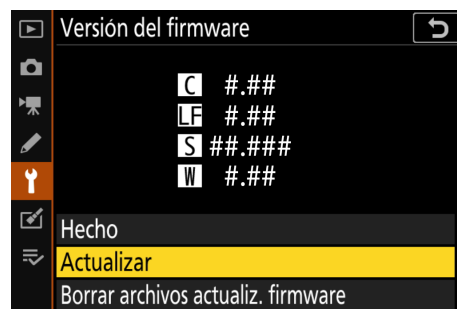 Versión del firmware
C #.##
LF #.##
S ##.###
W #.##
Hecho
Actualizar
Borrar archivos actualiz. firmware